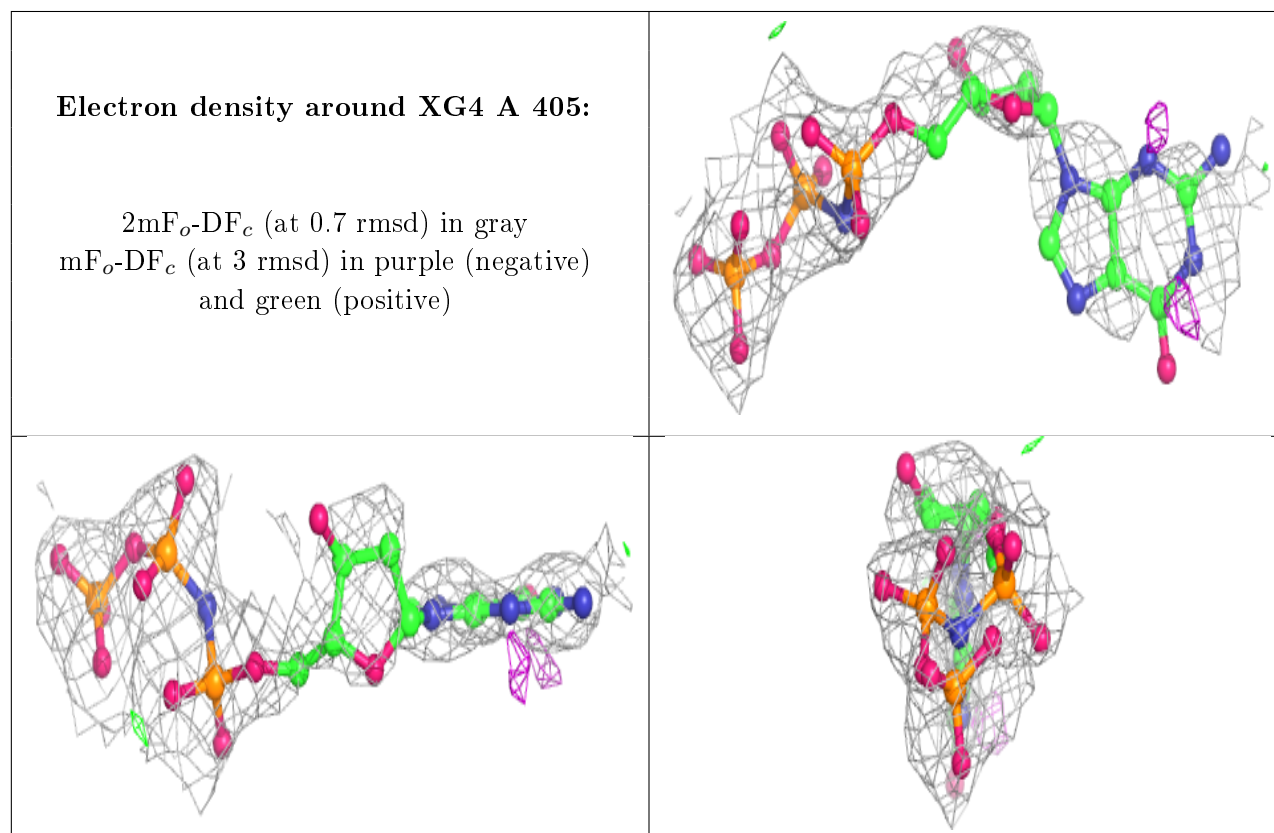 Electron density around XG4 A 405:
2mFo-DFc (at 0.7 rmsd) in gray
mFo-DFc (at 3 rmsd) in purple (negative)
and green (positive)